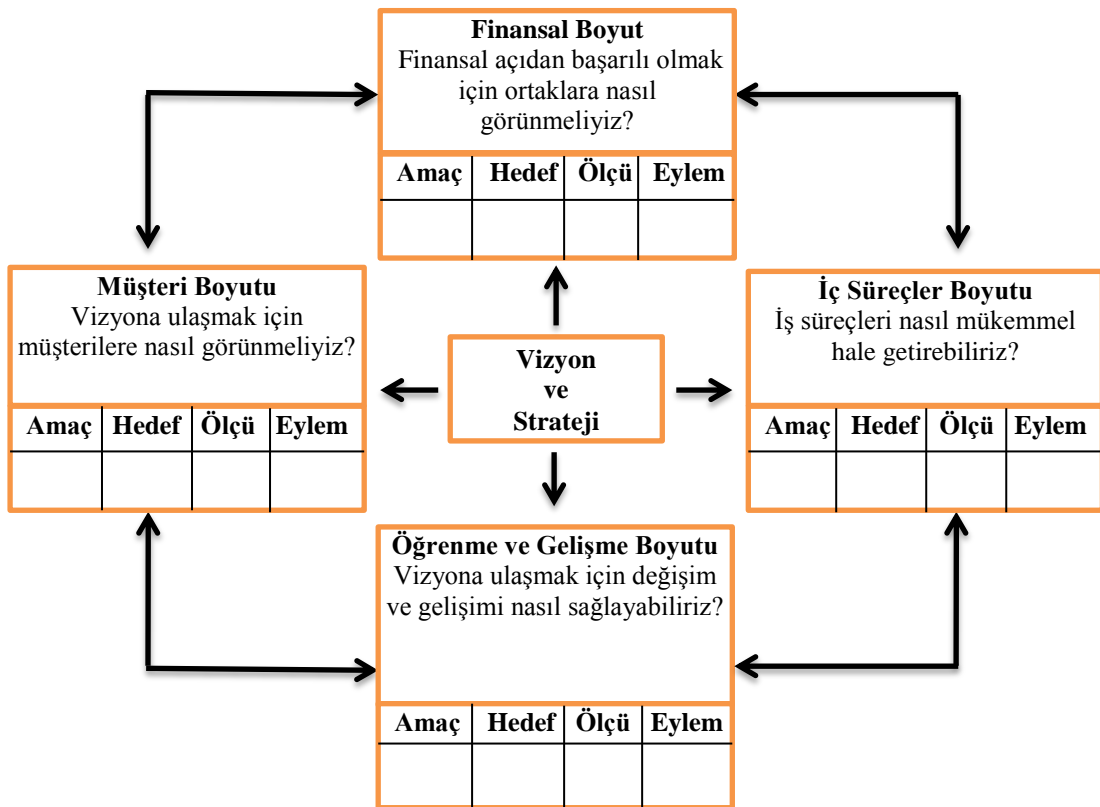 Finansal Boyut
Finansal açıdan başarılı olmak
için ortaklara nasıl
görünmeliyiz?
Amaç Hedef Ölçü Eylem
Müşteri Boyutu
Vizyona ulaşmak için
müşterilere nasıl görünmeliyiz?
Amaç Hedef Ölçü Eylem
Vizyon
ve
Strateji
İç Süreçler Boyutu
İş süreçleri nasıl mükemmel
hale getirebiliriz?
Amaç Hedef Ölçü Eylem
Öğrenme ve Gelişme Boyutu
Vizyona ulaşmak için değişim
ve gelişimi nasıl sağlayabiliriz?
Amaç Hedef Ölçü Eylem